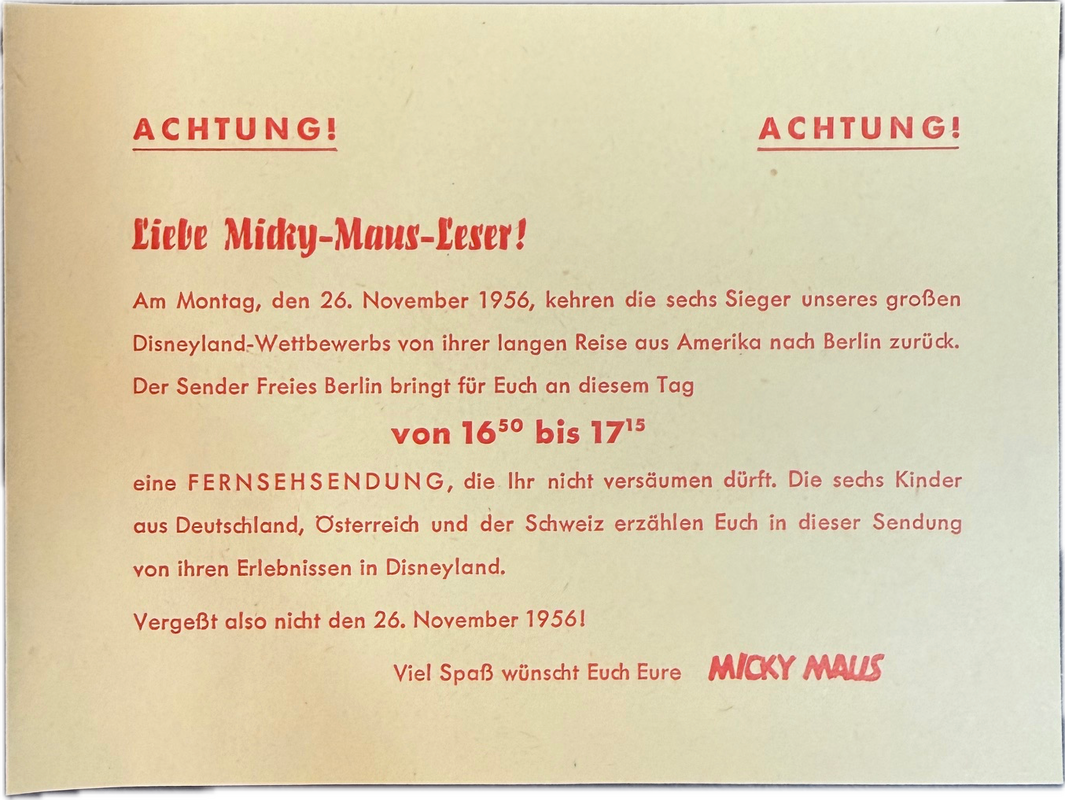 ACHTUNG! ACHTUNG!
Liebe Micky-Maus-Leser!
Am Montag, den 26. November 1956, kehren die sechs Sieger unseres großen
Disneyland-Wettbewerbs von ihrer langen Reise aus Amerika nach Berlin zurück.
Der Sender Freies Berlin bringt für Euch an diesem Tag
von 16⁵⁰ bis 17¹⁵
eine FERNSEHSENDUNG, die Ihr nicht versäumen dürft. Die sechs Kinder
aus Deutschland, Österreich und der Schweiz erzählen Euch in dieser Sendung
von ihren Erlebnissen in Disneyland.
Vergeßt also nicht den 26. November 1956!
Viel Spaß wünscht Euch Eure MICKY MAUS